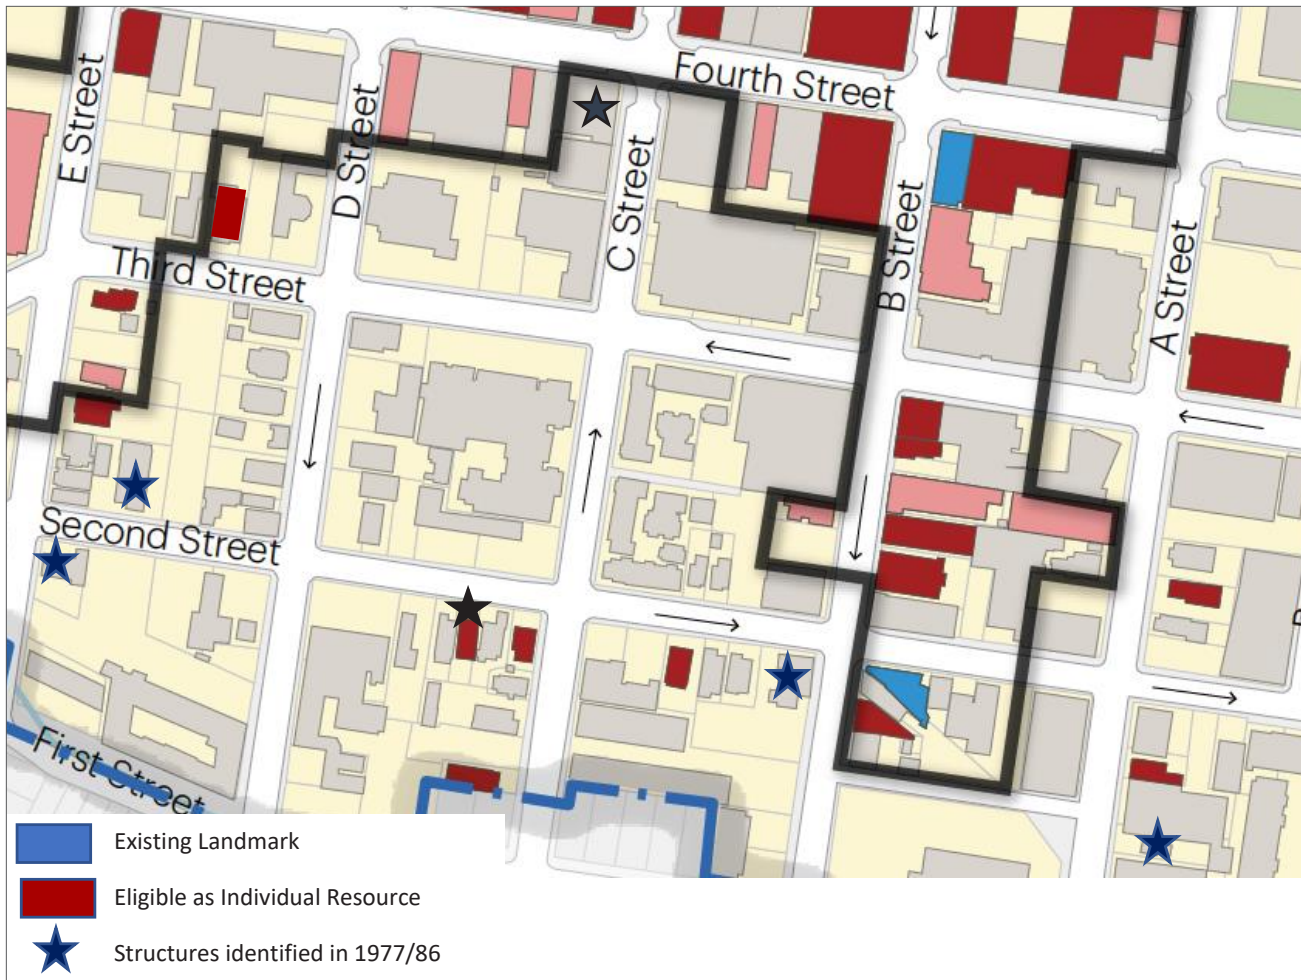 Fourth Street
E Street
D Street
C Street
B Street
A Street
Third Street
Second Street
First Street
Existing Landmark
Eligible as Individual Resource
Structures identified in 1977/86